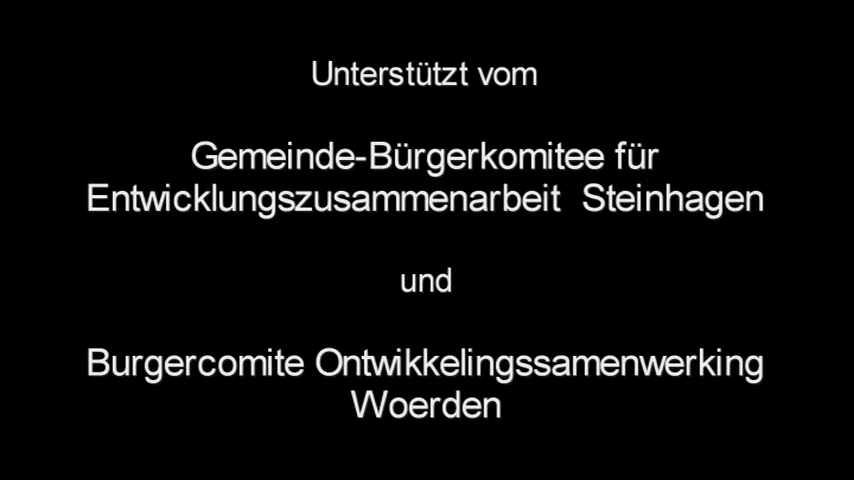 Unterstützt vom
Gemeinde-Bürgerkomitee für
Entwicklungszusammenarbeit Steinhagen
und
Burgercomite Ontwikkelingssamenwerking
Woerden